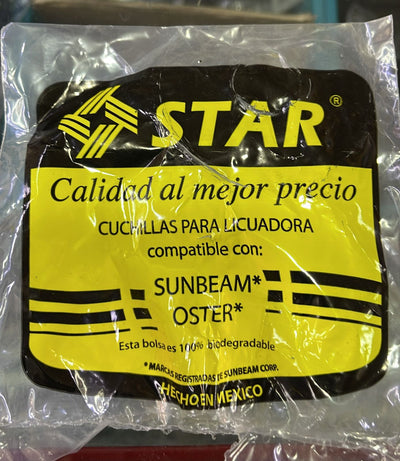 STAR®
Calidad al mejor precio
CUCHILLAS PARA LICUADORA
compatible con:
SUNBEAM*
OSTER*
Esta bolsa es 100% biodegradable
*MARCAS REGISTRADAS DE SUNBEAM CORP.
HECHO EN MEXICO